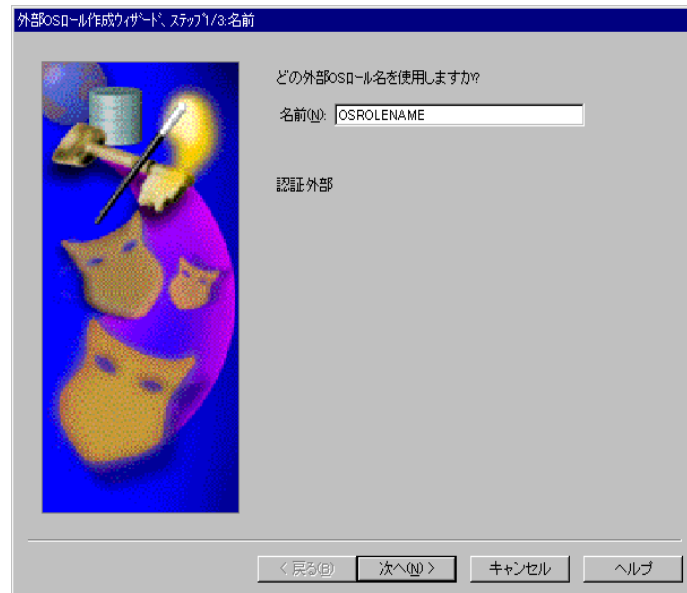 外部OSロール作成ウィザード、ステップ1/3:名前
どの外部OSロール名を使用しますか?
名前(N): OSROLENAME
認証:外部
< 戻る(B)
次へ(N) >
キャンセル
ヘルプ